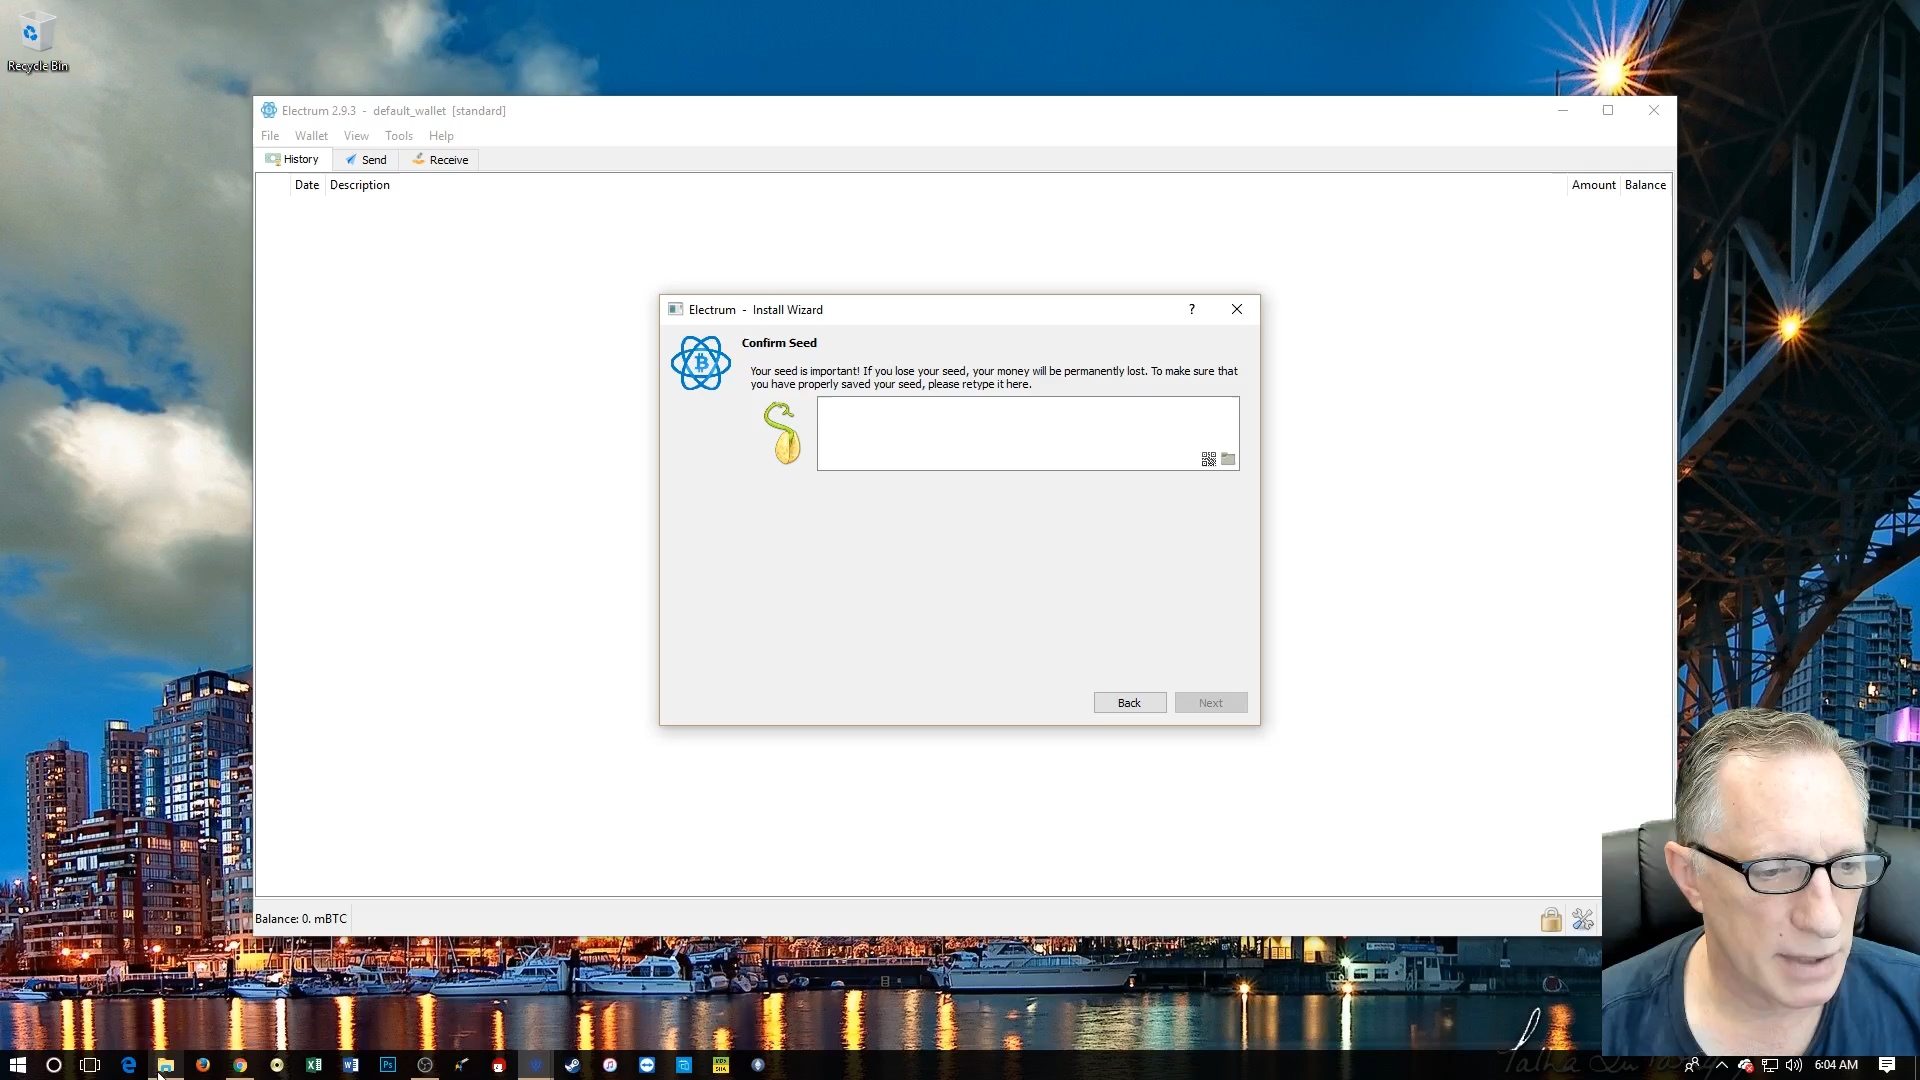 Recycle Bin
Electrum 2.9.3 - default_wallet [standard]
File Wallet View Tools Help
History Send Receive
Date Description Amount Balance
Electrum - Install Wizard ?
Confirm Seed
Your seed is important! If you lose your seed, your money will be permanently lost. To make sure that
you have properly saved your seed, please retype it here.
Back Next
Balance: 0. mBTC
6:04 AM